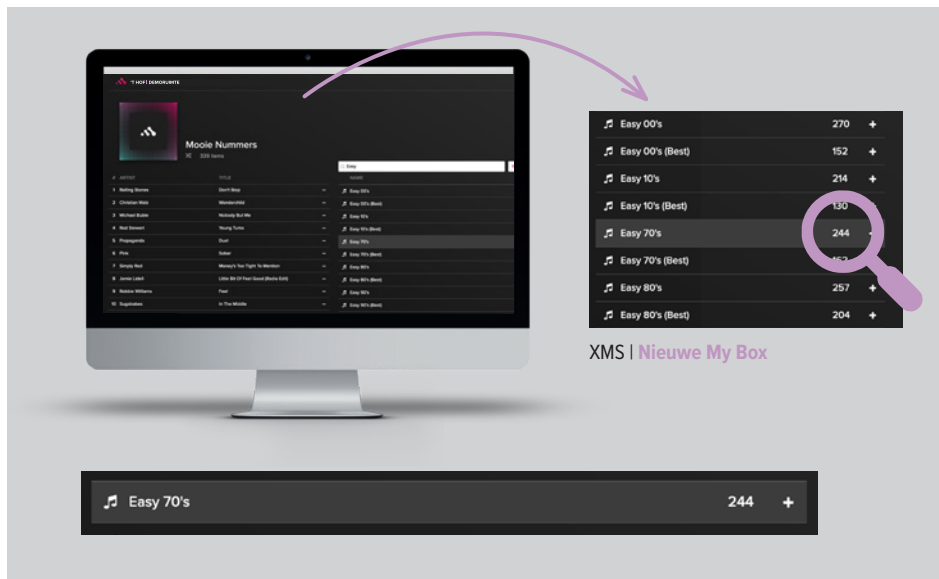 'T HOF! DEMORUIMTE
Mooie Nummers
339 items
Easy
# ARTIST TITLE
NAME
1 Rolling Stones Don't Stop
2 Christian Walz Wonderchild
3 Michael Buble Nobody But Me
4 Rod Stewart Young Turks
5 Propaganda Duel
6 Pink Sober
7 Simply Red Money's Too Tight To Mention
8 Jamie Lidell Little Bit Of Feel Good (Radio Edit)
9 Robbie Williams Feel
10 Sugababes In The Middle
Easy 00's
Easy 00's (Best)
Easy 10's
Easy 10's (Best)
Easy 70's
Easy 70's (Best)
Easy 80's
Easy 80's (Best)
Easy 90's
Easy 90's (Best)
Easy 00's 270 +
Easy 00's (Best) 152 +
Easy 10's 214 +
Easy 10's (Best) 130
Easy 70's 244
Easy 70's (Best) 152
Easy 80's 257 +
Easy 80's (Best) 204 +
XMS | Nieuwe My Box
Easy 70's 244 +